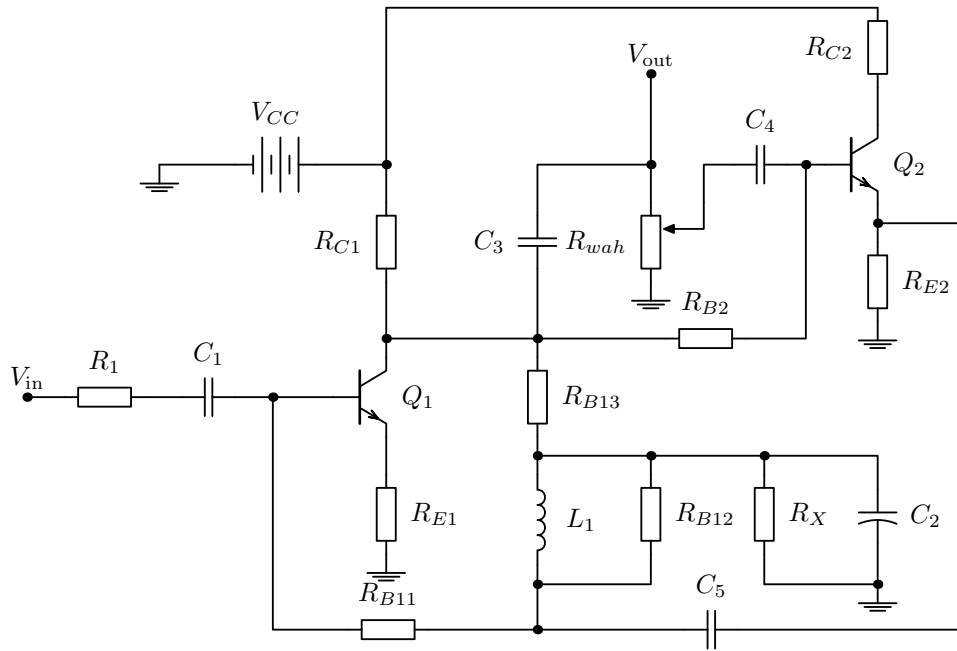 R_{C2}
V_{out}
V_{CC}
C_4
Q_2
R_{C1}
C_3
R_{wah}
R_{E2}
R_{B2}
R_1
C_1
V_{in}
Q_1
R_{B13}
R_{E1}
L_1
R_{B12}
R_X
C_2
R_{B11}
C_5